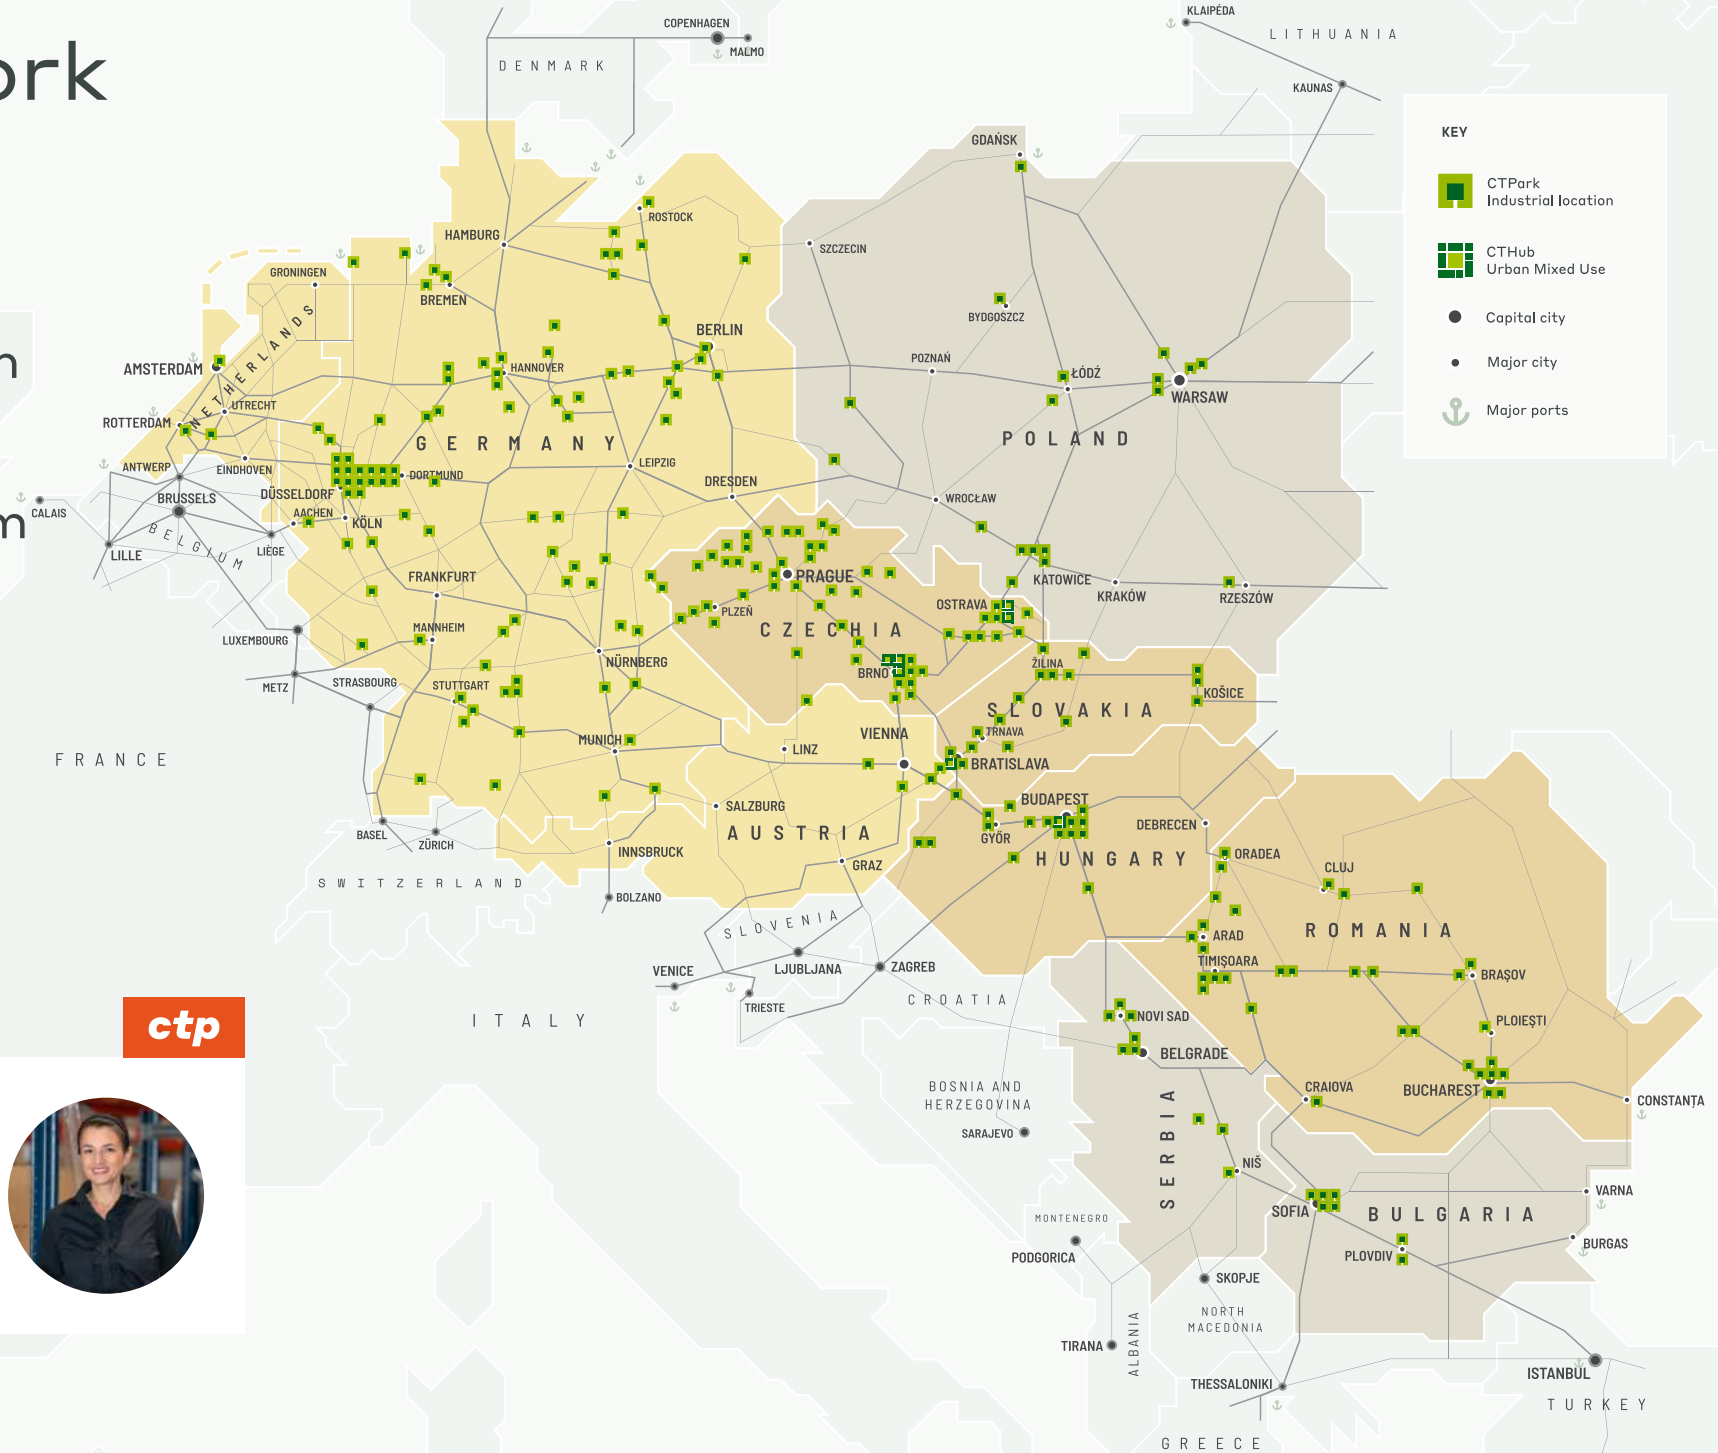 ork
n
m
KEY
CTPark
Industrial location
CTHub
Urban Mixed Use
Capital city
Major city
Major ports
KLAIPĖDA
LITHUANIA
COPENHAGEN
MALMO
DENMARK
KAUNAS
GDAŃSK
ROSTOCK
HAMBURG
SZCZECIN
GRONINGEN
BREMEN
BYDGOSZCZ
BERLIN
NETHERLANDS
AMSTERDAM
HANNOVER
POZNAŃ
ŁÓDŹ
WARSAW
UTRECHT
ROTTERDAM
GERMANY
POLAND
ANTWERP
EINDHOVEN
DORTMUND
LEIPZIG
DRESDEN
DÜSSELDORF
BRUSSELS
WROCŁAW
CALAIS
AACHEN
KÖLN
BELGIUM
LILLE
LIÈGE
FRANKFURT
PRAGUE
KATOWICE
KRAKÓW
RZESZÓW
OSTRAVA
PLZEŇ
CZECHIA
MANNHEIM
LUXEMBOURG
NÜRNBERG
ŽILINA
BRNO
METZ
STRASBOURG
STUTTGART
KOŠICE
SLOVAKIA
TRNAVA
VIENNA
MUNICH
LINZ
FRANCE
BRATISLAVA
SALZBURG
BUDAPEST
DEBRECEN
BASEL
ZÜRICH
AUSTRIA
GYÖR
INNSBRUCK
GRAZ
HUNGARY
ORADEA
CLUJ
SWITZERLAND
BOLZANO
SLOVENIA
ROMANIA
ARAD
TIMIȘOARA
VENICE
LJUBLJANA
ZAGREB
BRAȘOV
TRIESTE
CROATIA
ITALY
NOVI SAD
PLOIEȘTI
ctp
BELGRADE
BOSNIA AND
HERZEGOVINA
CRAIOVA
BUCHAREST
CONSTANȚA
SARAJEVO
SERBIA
NIŠ
VARNA
SOFIA
BULGARIA
MONTENEGRO
PODGORICA
PLOVDIV
BURGAS
SKOPJE
NORTH
MACEDONIA
TIRANA
ALBANIA
ISTANBUL
THESSALONIKI
TURKEY
GREECE